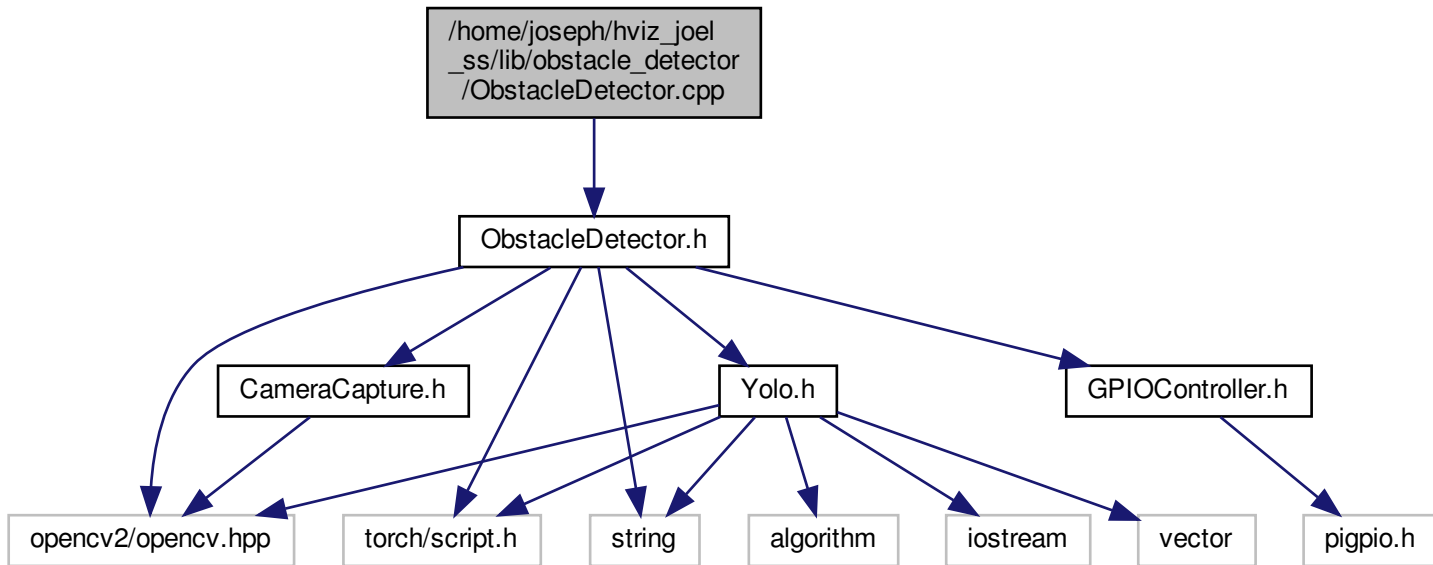 /home/joseph/hviz_joel
_ss/lib/obstacle_detector
/ObstacleDetector.cpp
ObstacleDetector.h
CameraCapture.h
Yolo.h
GPIOController.h
opencv2/opencv.hpp
torch/script.h
string
algorithm
iostream
vector
pigpio.h